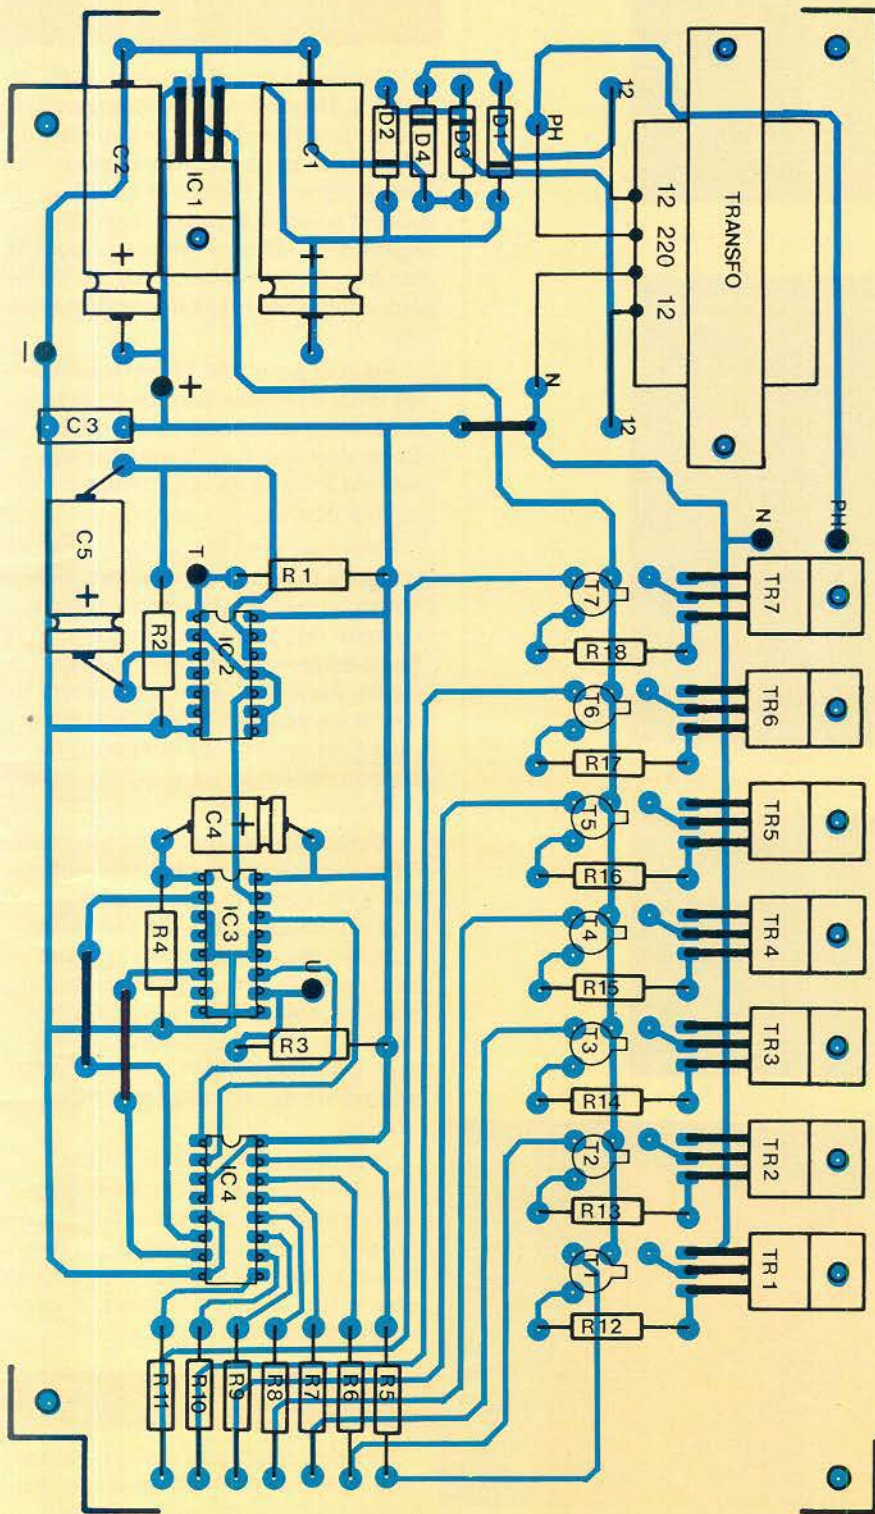 12
PH
TRANSFO
12
220
12
N
12
C2
+
IC1
C1
+
D2
D4
D3
D1
−
+
C3
N
PH
C5
+
T
R1
R2
IC2
T7
R18
TR7
T6
R17
TR6
C4
+
T5
R16
TR5
R4
IC3
U
R3
T4
R15
TR4
T3
R14
TR3
IC4
T2
R13
TR2
T1
R12
TR1
R11
R10
R9
R8
R7
R6
R5